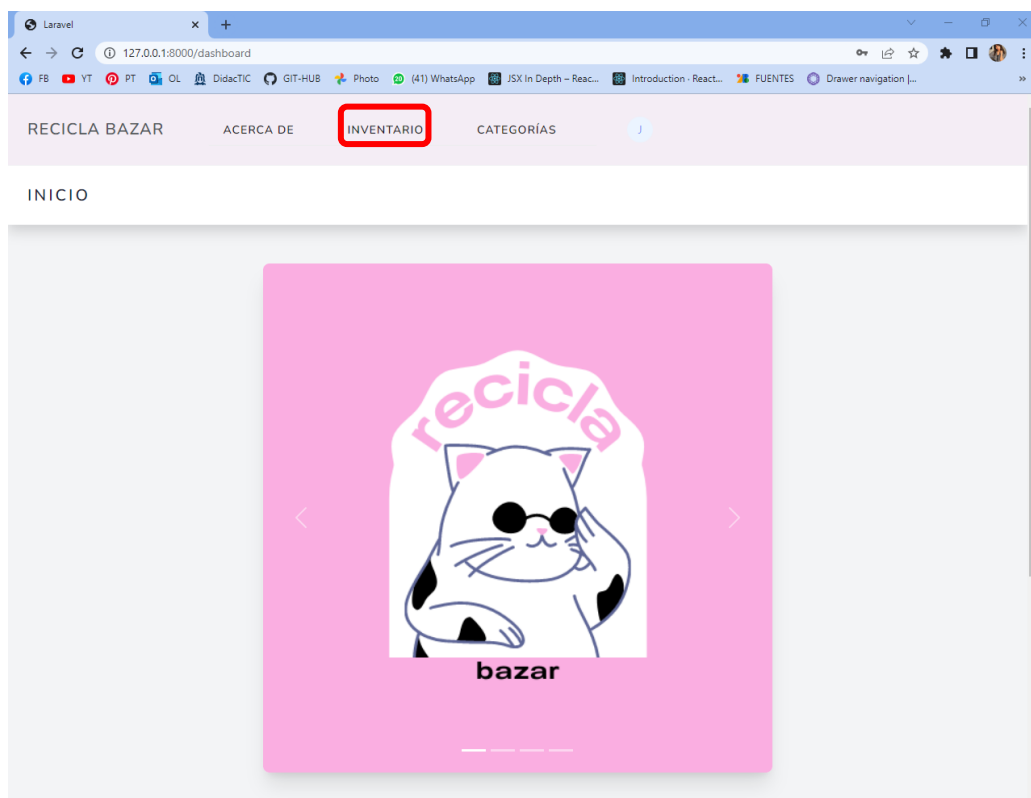 Laravel
127.0.0.1:8000/dashboard
FB YT PT OL DidacTIC GIT-HUB Photo (41) WhatsApp JSX In Depth – Reac... Introduction · React... FUENTES Drawer navigation |... »
RECICLA BAZAR ACERCA DE INVENTARIO CATEGORÍAS J
INICIO
recicla
bazar